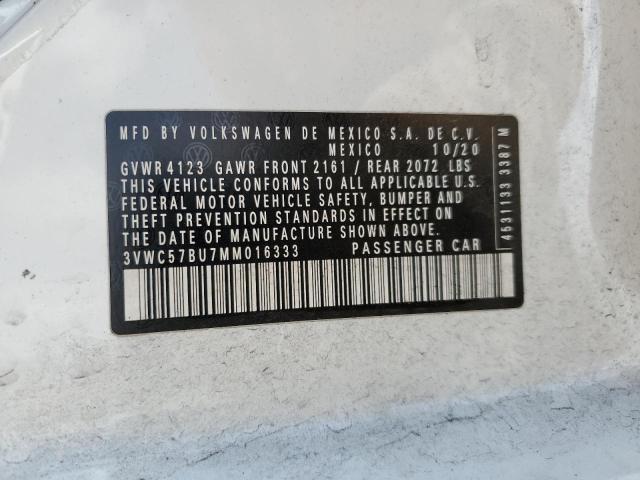 MFD BY VOLKSWAGEN DE MEXICO S.A. DE C.V.
MEXICO 10/20
GVWR 4123 GAWR FRONT 2161 / REAR 2072 LBS
THIS VEHICLE CONFORMS TO ALL APPLICABLE U.S.
FEDERAL MOTOR VEHICLE SAFETY, BUMPER AND
THEFT PREVENTION STANDARDS IN EFFECT ON
THE DATE OF MANUFACTURE SHOWN ABOVE.
3VWC57BU7MM016333 PASSENGER CAR
4531133 3387 M